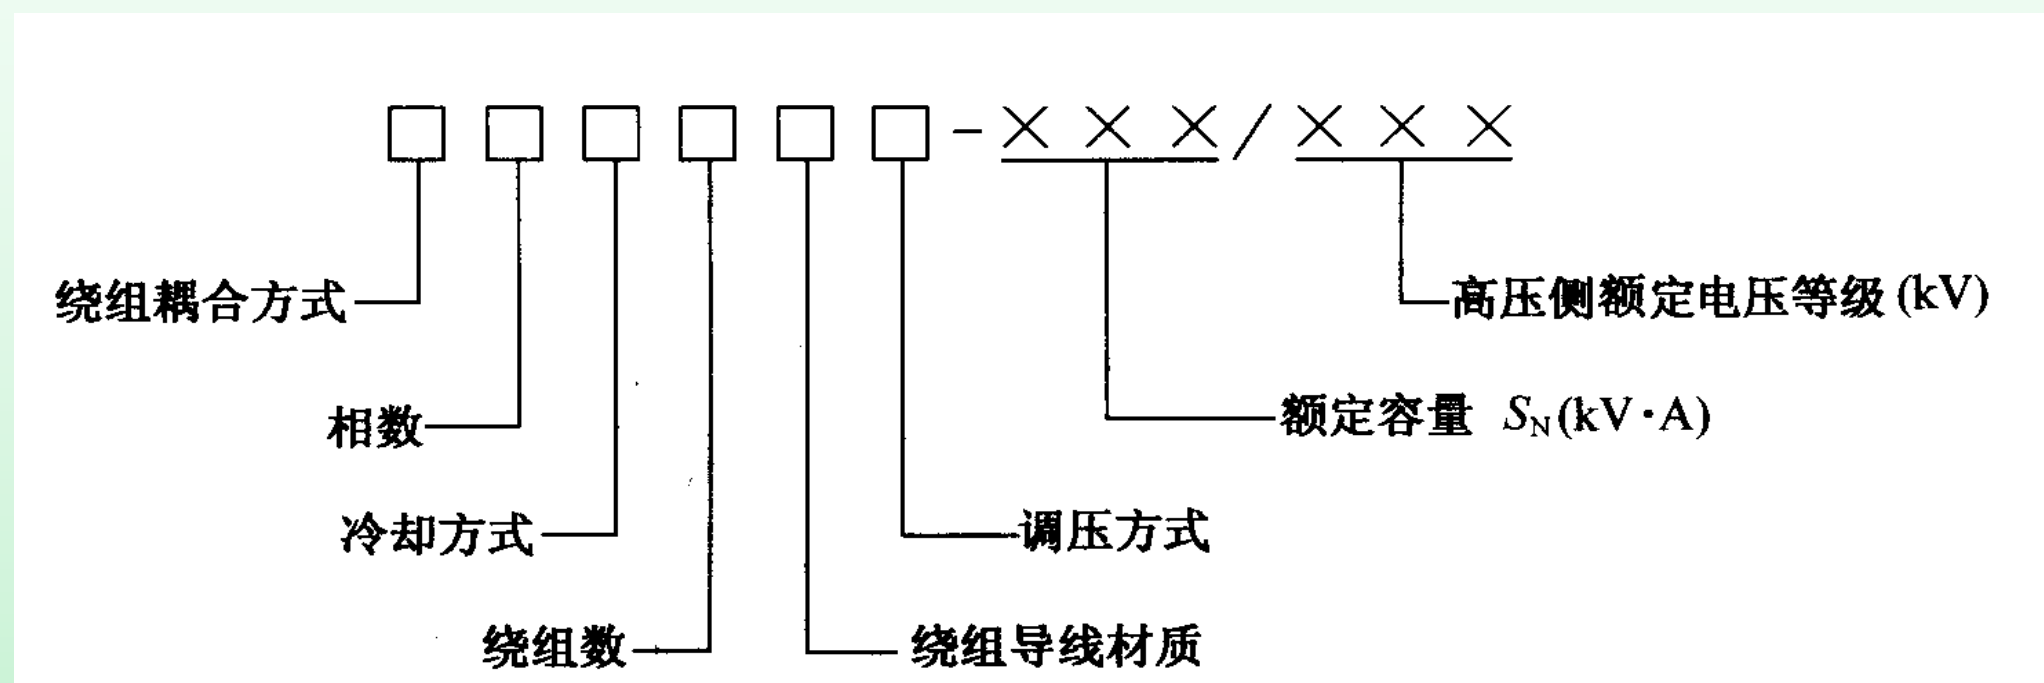 □ □ □ □ □ □ - × × × / × × ×
绕组耦合方式
高压侧额定电压等级 (kV)
相数
额定容量 S_N(kV·A)
冷却方式
调压方式
绕组数
绕组导线材质